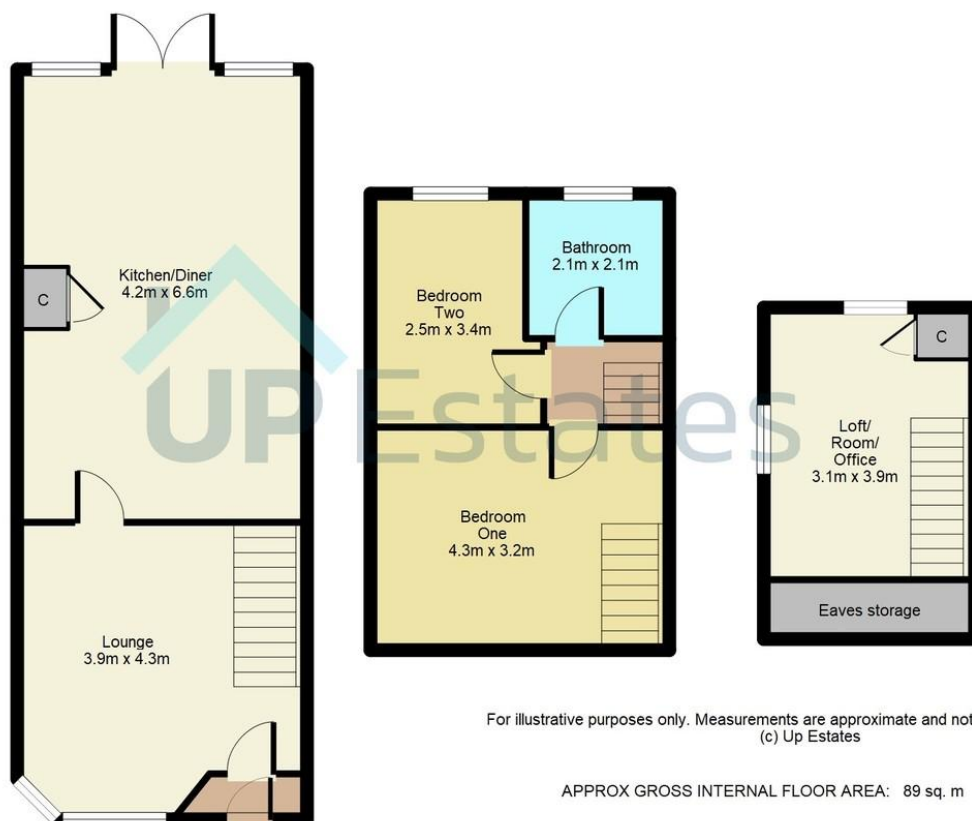 Kitchen/Diner
4.2m x 6.6m
C
Lounge
3.9m x 4.3m
Bedroom
Two
2.5m x 3.4m
Bathroom
2.1m x 2.1m
Bedroom
One
4.3m x 3.2m
C
Loft/
Room/
Office
3.1m x 3.9m
Eaves storage
UP Estates
For illustrative purposes only. Measurements are approximate and not
(c) Up Estates
APPROX GROSS INTERNAL FLOOR AREA: 89 sq. m